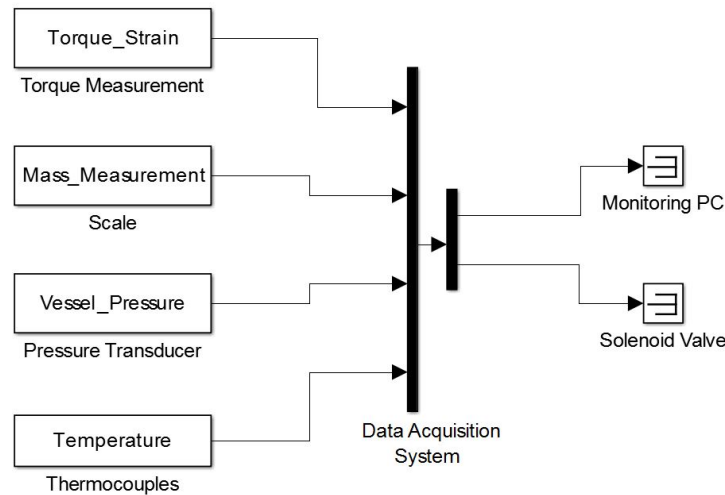 Torque_Strain
Torque Measurement
Mass_Measurement
Scale
Vessel_Pressure
Pressure Transducer
Temperature
Thermocouples
Data Acquisition
System
Monitoring PC
Solenoid Valve